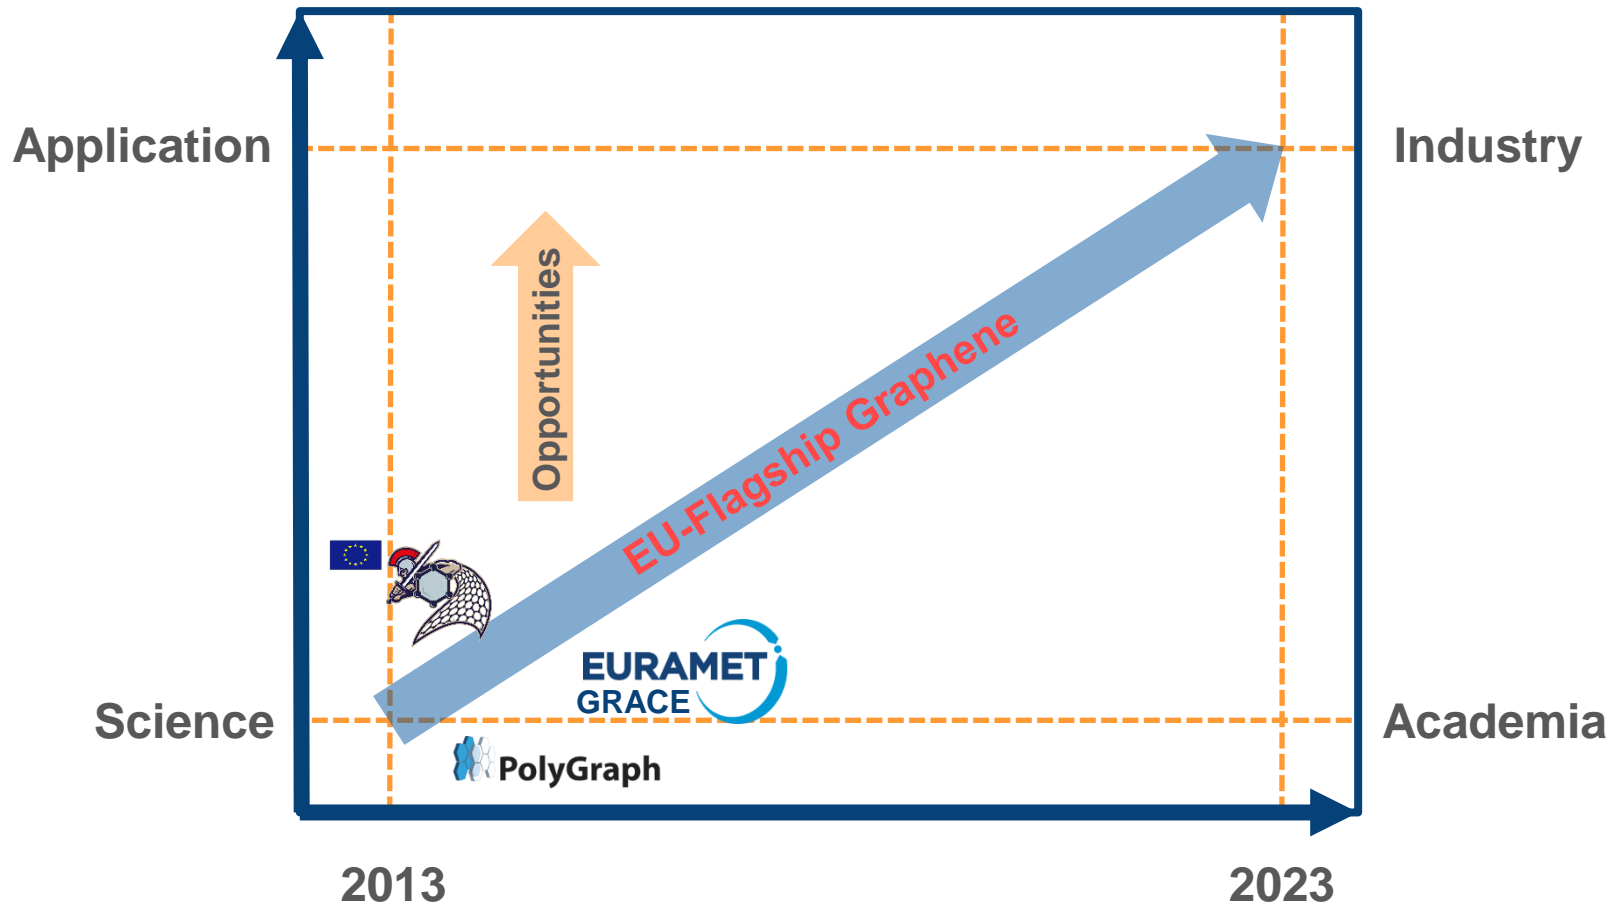 Application
Industry
Opportunities
EU-Flagship Graphene
EURAMET
GRACE
Science
Academia
PolyGraph
2013
2023